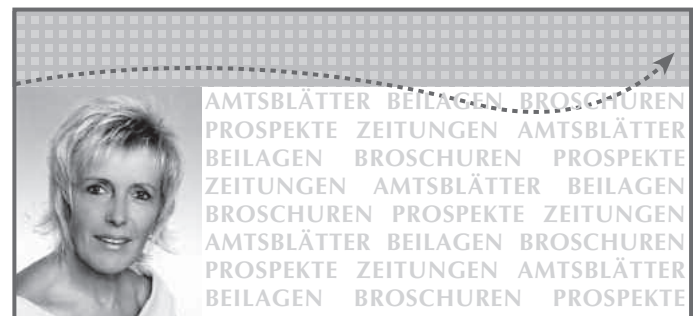 AMTSBLÄTTER BEILAGEN BROSCHUREN
PROSPEKTE ZEITUNGEN AMTSBLÄTTER
BEILAGEN BROSCHUREN PROSPEKTE
ZEITUNGEN AMTSBLÄTTER BEILAGEN
BROSCHUREN PROSPEKTE ZEITUNGEN
AMTSBLÄTTER BEILAGEN BROSCHUREN
PROSPEKTE ZEITUNGEN AMTSBLÄTTER
BEILAGEN BROSCHUREN PROSPEKTE